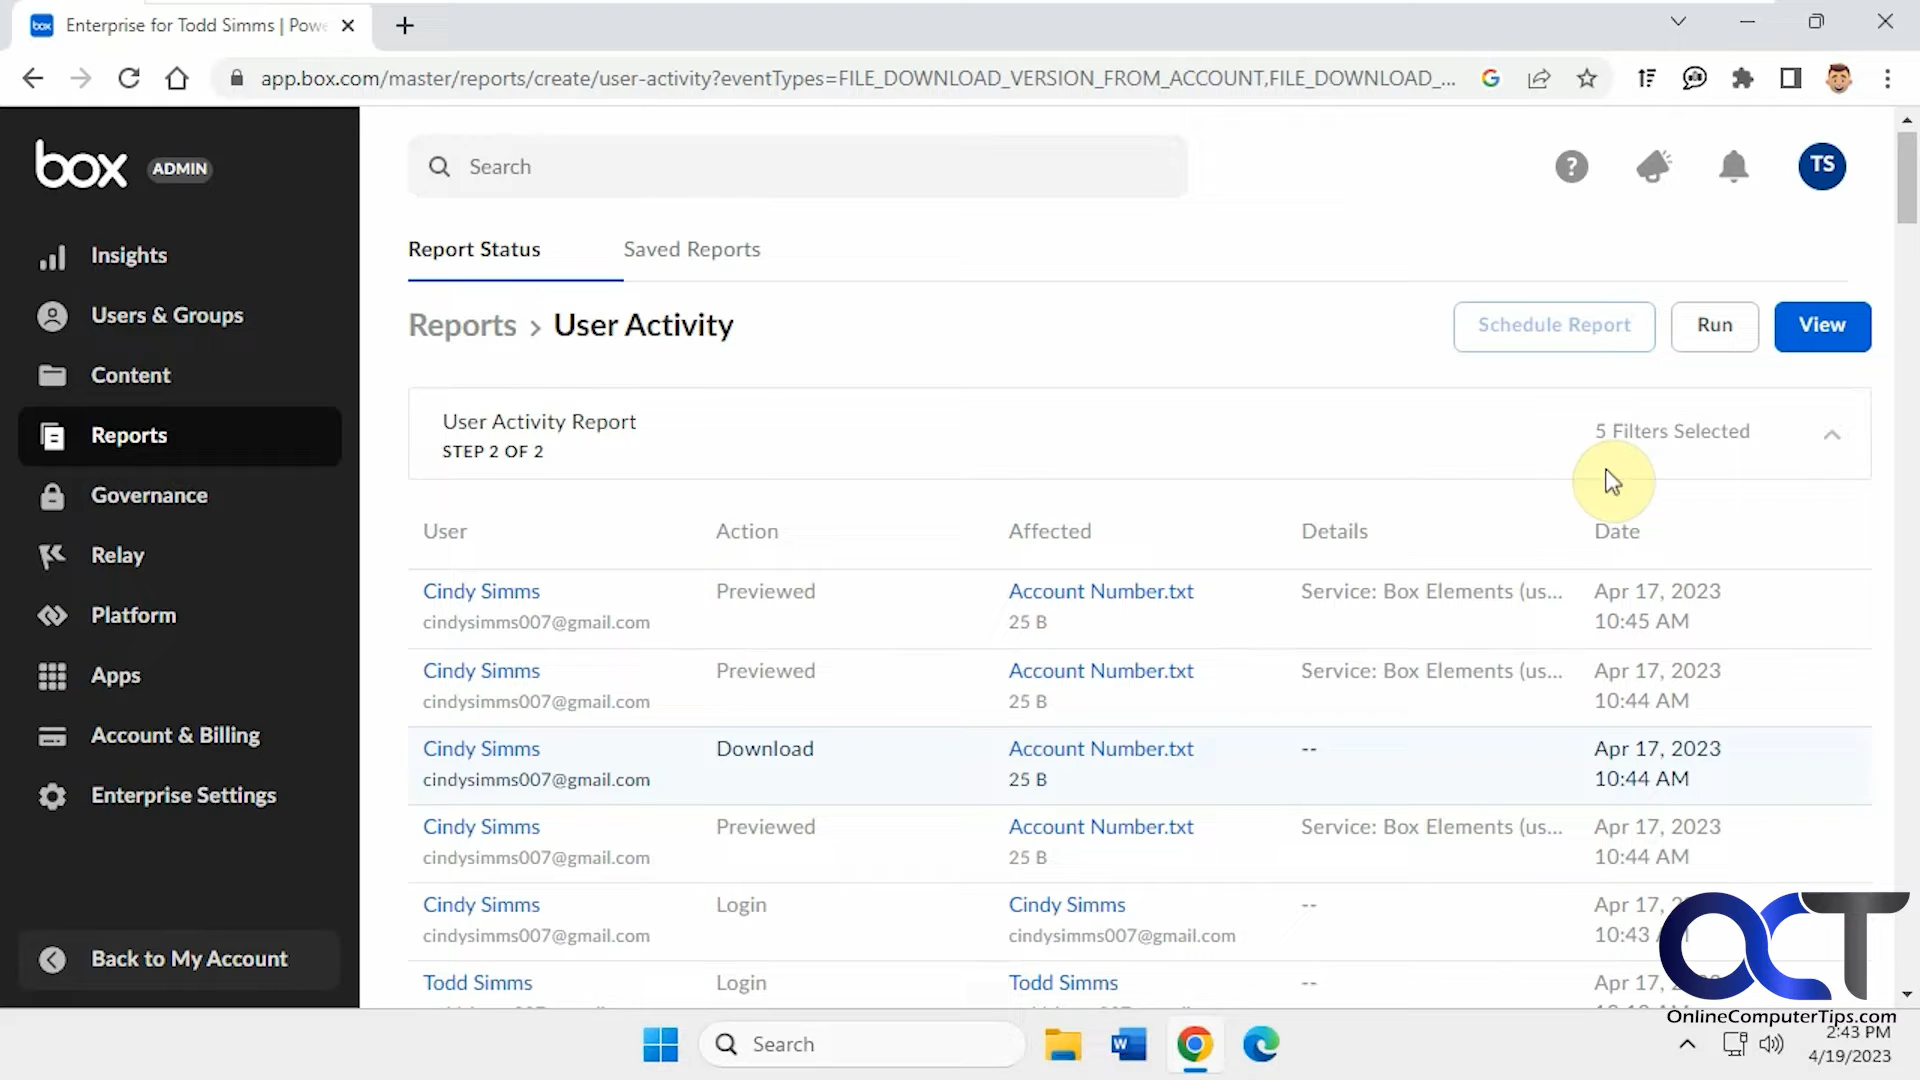 box
Enterprise for Todd Simms | Pow
app.box.com/master/reports/create/user-activity?eventTypes=FILE_DOWNLOAD_VERSION_FROM_ACCOUNT,FILE_DOWNLOAD_...
G
box ADMIN
Search
?
TS
Insights
Users & Groups
Content
Reports
Governance
Relay
Platform
Apps
Account & Billing
Enterprise Settings
Back to My Account
Report Status Saved Reports
Reports > User Activity
Schedule Report Run View
User Activity Report
STEP 2 OF 2
5 Filters Selected
User Action Affected Details Date
Cindy Simms Previewed Account Number.txt Service: Box Elements (us... Apr 17, 2023
cindysimms007@gmail.com 25 B 10:45 AM
Cindy Simms Previewed Account Number.txt Service: Box Elements (us... Apr 17, 2023
cindysimms007@gmail.com 25 B 10:44 AM
Cindy Simms Download Account Number.txt -- Apr 17, 2023
cindysimms007@gmail.com 25 B 10:44 AM
Cindy Simms Previewed Account Number.txt Service: Box Elements (us... Apr 17, 2023
cindysimms007@gmail.com 25 B 10:44 AM
Cindy Simms Login Cindy Simms -- Apr 17,
cindysimms007@gmail.com cindysimms007@gmail.com 10:43
Todd Simms Login Todd Simms -- Apr 17,
OCT
OnlineComputerTips.com
Search
W
2:43 PM
4/19/2023